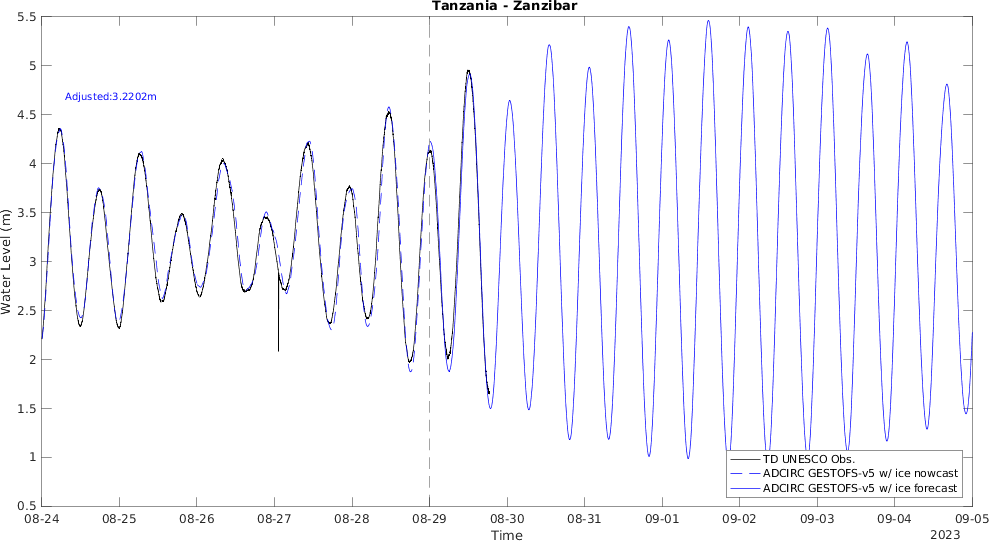 Tanzania - Zanzibar
5.5
5
4.5
4
3.5
3
2.5
2
1.5
1
0.5
Water Level (m)
Adjusted:3.2202m
TD UNESCO Obs.
ADCIRC GESTOFS-v5 w/ ice nowcast
ADCIRC GESTOFS-v5 w/ ice forecast
08-24 08-25 08-26 08-27 08-28 08-29 08-30 08-31 09-01 09-02 09-03 09-04 09-05
Time
2023